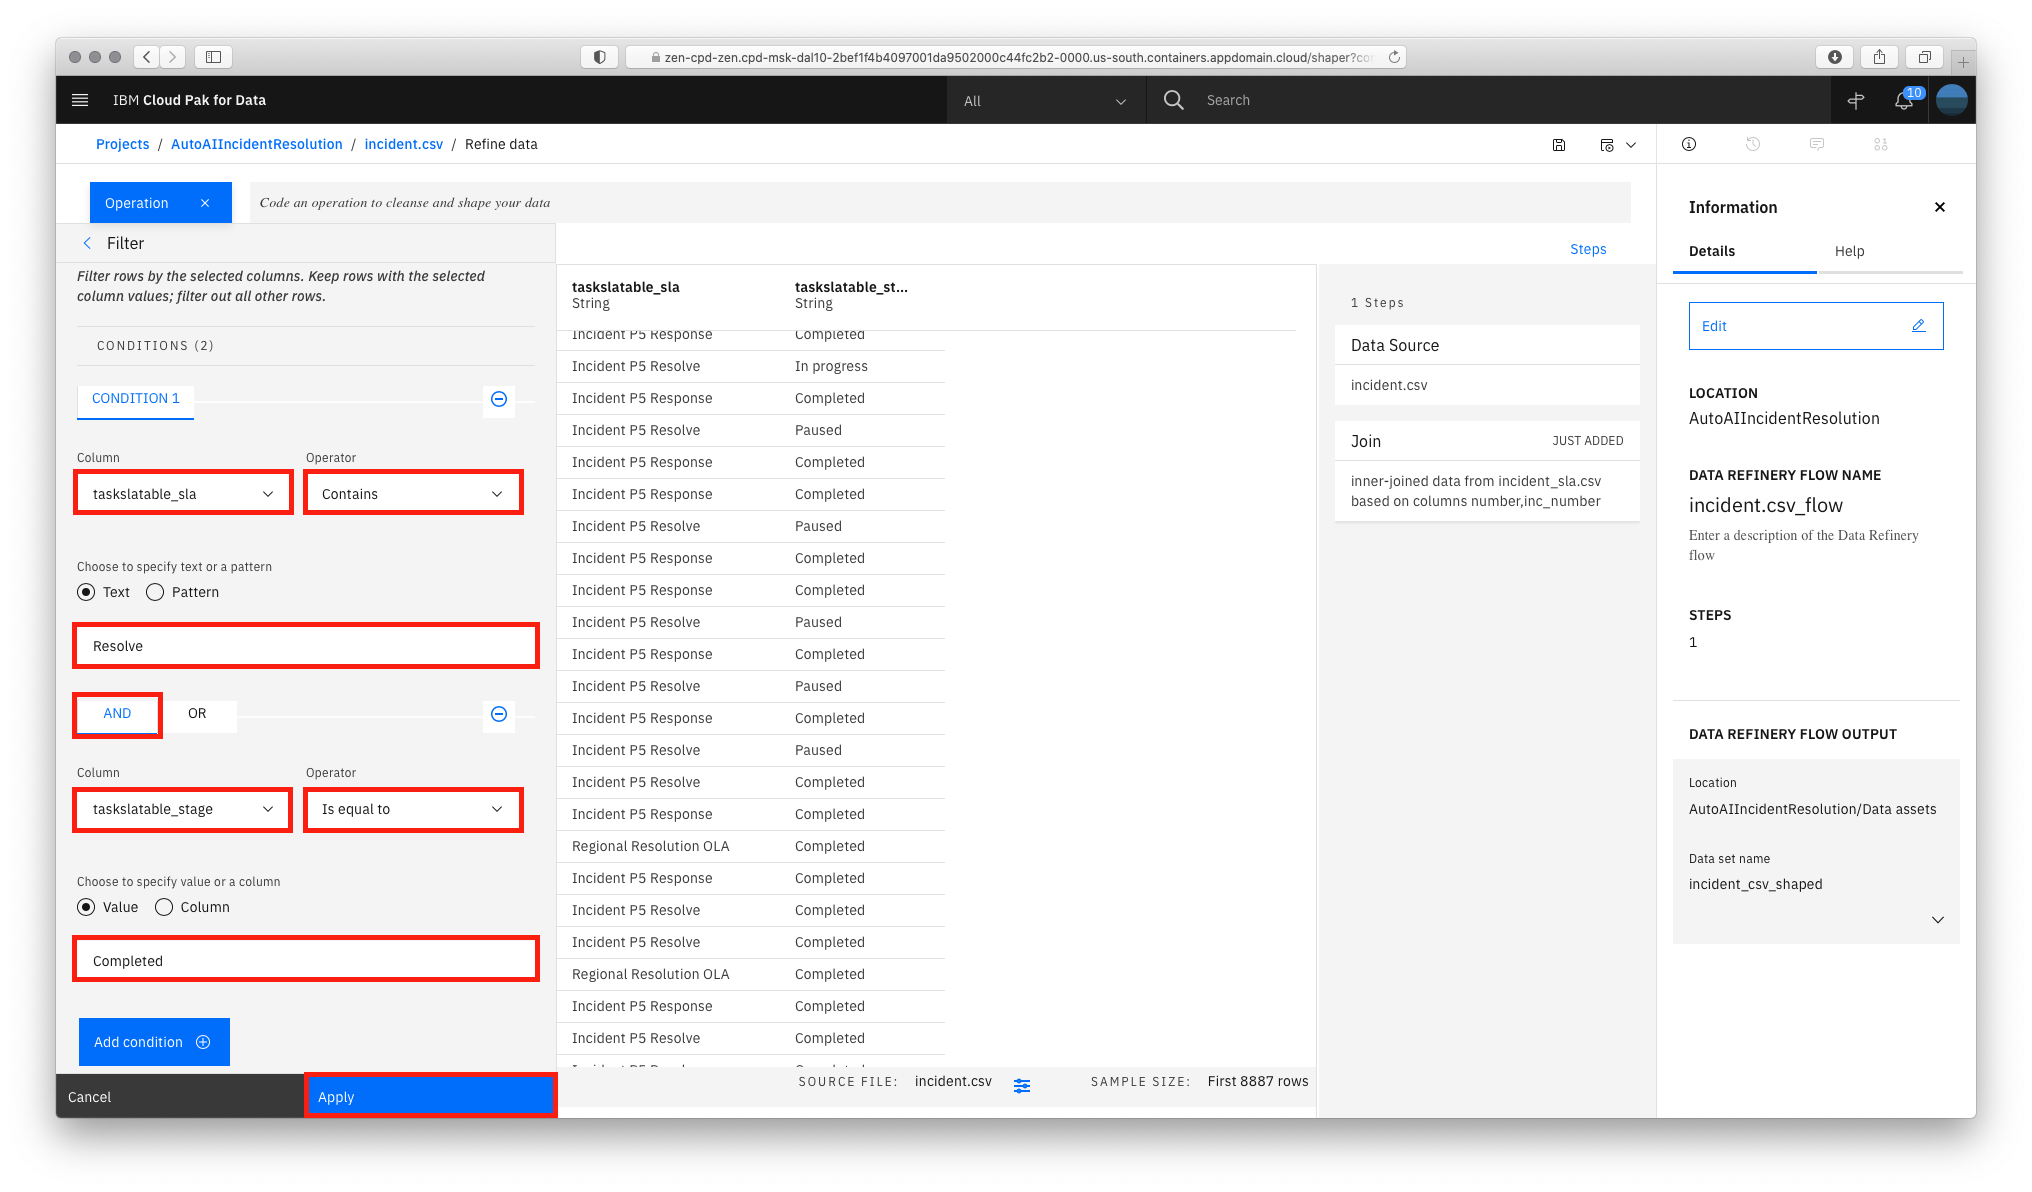 zen-cpd-zen.cpd-msk-dal10-2bef1f4b4097001da9502000c44fc2b2-0000.us-south.containers.appdomain.cloud/shaper?co
IBM Cloud Pak for Data
All
Search
10
Projects / AutoAIIncidentResolution / incident.csv / Refine data
Operation
Code an operation to cleanse and shape your data
Filter
Filter rows by the selected columns. Keep rows with the selected
column values; filter out all other rows.
CONDITIONS (2)
CONDITION 1
Column
Operator
taskslatable_sla
Contains
Choose to specify text or a pattern
Text
Pattern
Resolve
AND
OR
Column
Operator
taskslatable_stage
Is equal to
Choose to specify value or a column
Value
Column
Completed
Add condition
Cancel
Apply
Steps
taskslatable_sla
String
taskslatable_st...
String
Incident P5 Response Completed
Incident P5 Resolve In progress
Incident P5 Response Completed
Incident P5 Resolve Paused
Incident P5 Response Completed
Incident P5 Response Completed
Incident P5 Resolve Paused
Incident P5 Response Completed
Incident P5 Response Completed
Incident P5 Resolve Paused
Incident P5 Response Completed
Incident P5 Resolve Paused
Incident P5 Response Completed
Incident P5 Resolve Paused
Incident P5 Resolve Completed
Incident P5 Response Completed
Regional Resolution OLA Completed
Incident P5 Response Completed
Incident P5 Resolve Completed
Incident P5 Resolve Completed
Regional Resolution OLA Completed
Incident P5 Response Completed
Incident P5 Resolve Completed
SOURCE FILE: incident.csv
SAMPLE SIZE: First 8887 rows
1 Steps
Data Source
incident.csv
Join
JUST ADDED
inner-joined data from incident_sla.csv
based on columns number,inc_number
Information
Details
Help
Edit
LOCATION
AutoAIIncidentResolution
DATA REFINERY FLOW NAME
incident.csv_flow
Enter a description of the Data Refinery
flow
STEPS
1
DATA REFINERY FLOW OUTPUT
Location
AutoAIIncidentResolution/Data assets
Data set name
incident_csv_shaped